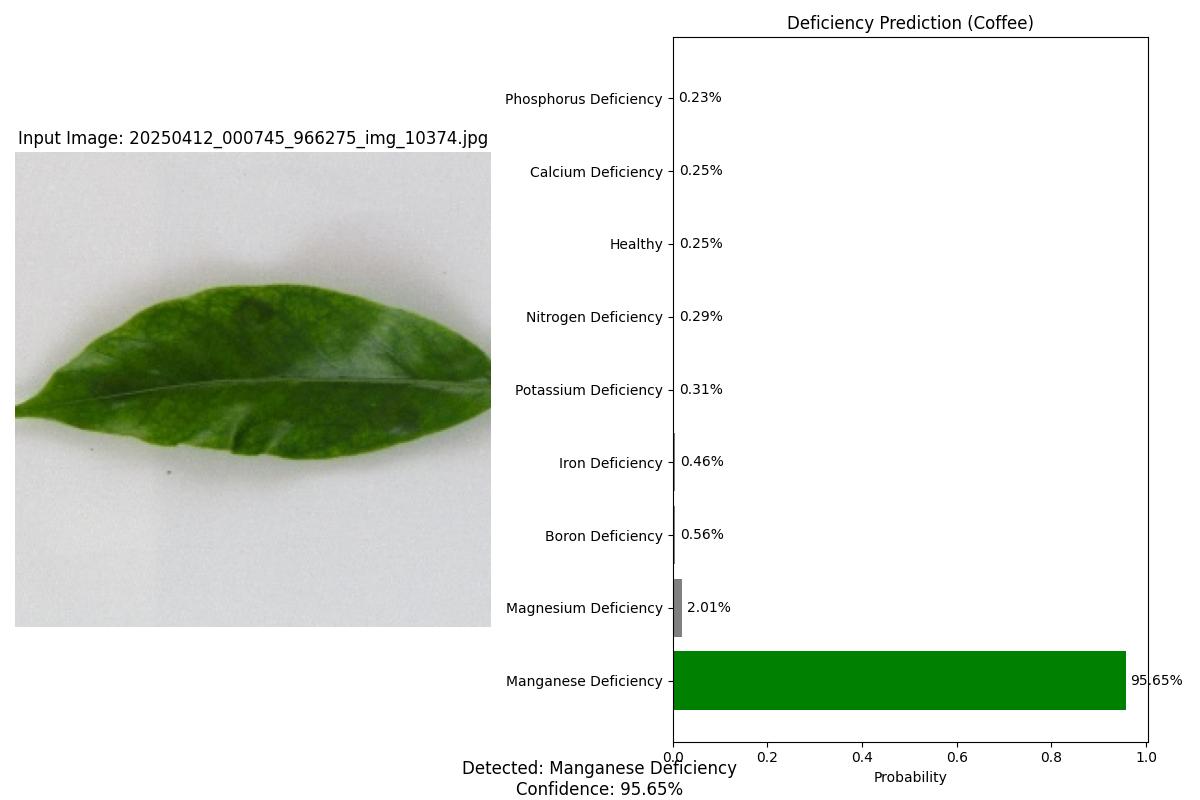 Deficiency Prediction (Coffee)
Input Image: 20250412_000745_966275_img_10374.jpg
Phosphorus Deficiency 0.23%
Calcium Deficiency 0.25%
Healthy 0.25%
Nitrogen Deficiency 0.29%
Potassium Deficiency 0.31%
Iron Deficiency 0.46%
Boron Deficiency 0.56%
Magnesium Deficiency 2.01%
Manganese Deficiency 95.65%
0.0 0.2 0.4 0.6 0.8 1.0
Probability
Detected: Manganese Deficiency
Confidence: 95.65%